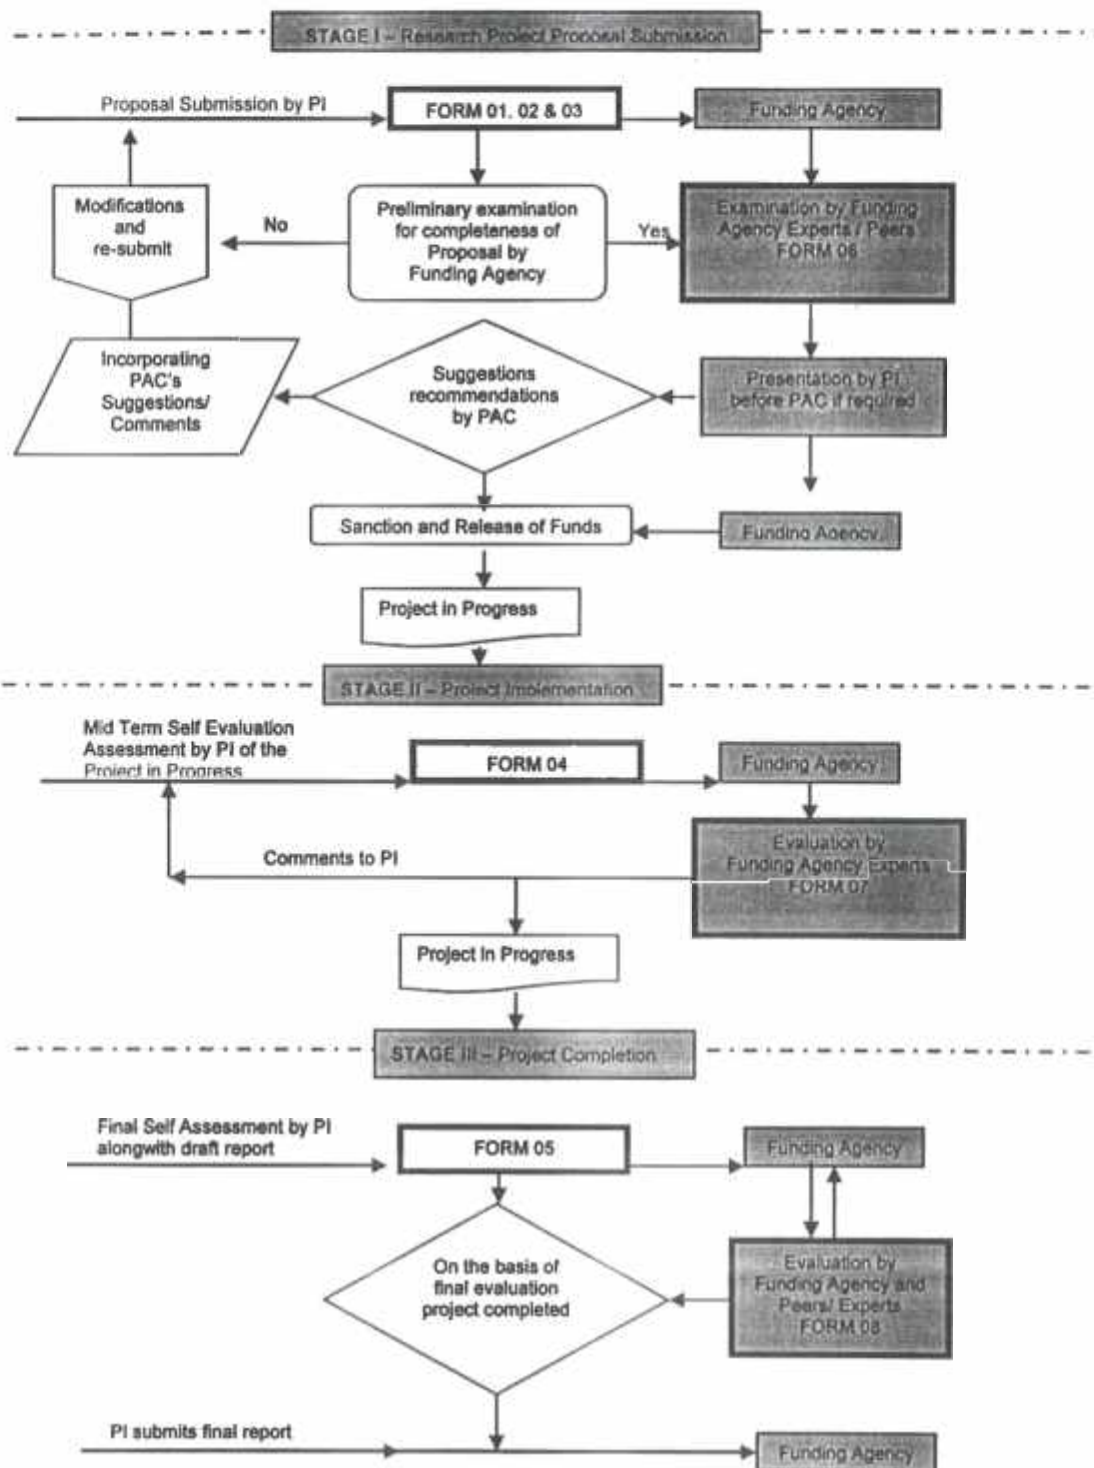 STAGE I – Research Project Proposal Submission
Proposal Submission by PI
FORM 01. 02 & 03
Funding Agency
Modifications
and
re-submit
No
Preliminary examination
for completeness of
Proposal by
Funding Agency
Yes
Examination by Funding
Agency Experts / Peers
FORM 06
Incorporating
PAC's
Suggestions/
Comments
Suggestions
recommendations
by PAC
Presentation by PI
before PAC if required
Sanction and Release of Funds
Funding Agency
Project in Progress
STAGE II – Project Implementation
Mid Term Self Evaluation
Assessment by PI of the
Project in Progress
FORM 04
Funding Agency
Comments to PI
Evaluation by
Funding Agency Experts
FORM 07
Project In Progress
STAGE III – Project Completion
Final Self Assessment by PI
alongwith draft report
FORM 05
Funding Agency
On the basis of
final evaluation
project completed
Evaluation by
Funding Agency and
Peers/ Experts
FORM 08
PI submits final report
Funding Agency